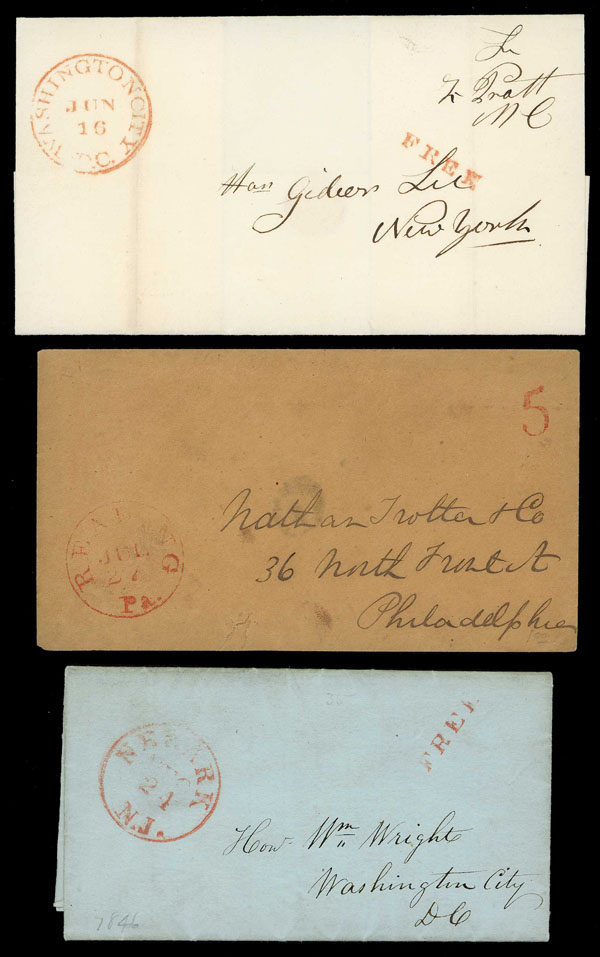 WASHINGTON CITY
JUN
16
D.C.
Z Pratt
MC
FREE
Hon Gideon Lee
New York
5
READING
JUL
27
Pa.
Nathan Trotter & Co
36 North Front St
Philadelphia
FREE
NEWARK
21
N.J.
Hon Wm Wright
Washington City
DC
1846